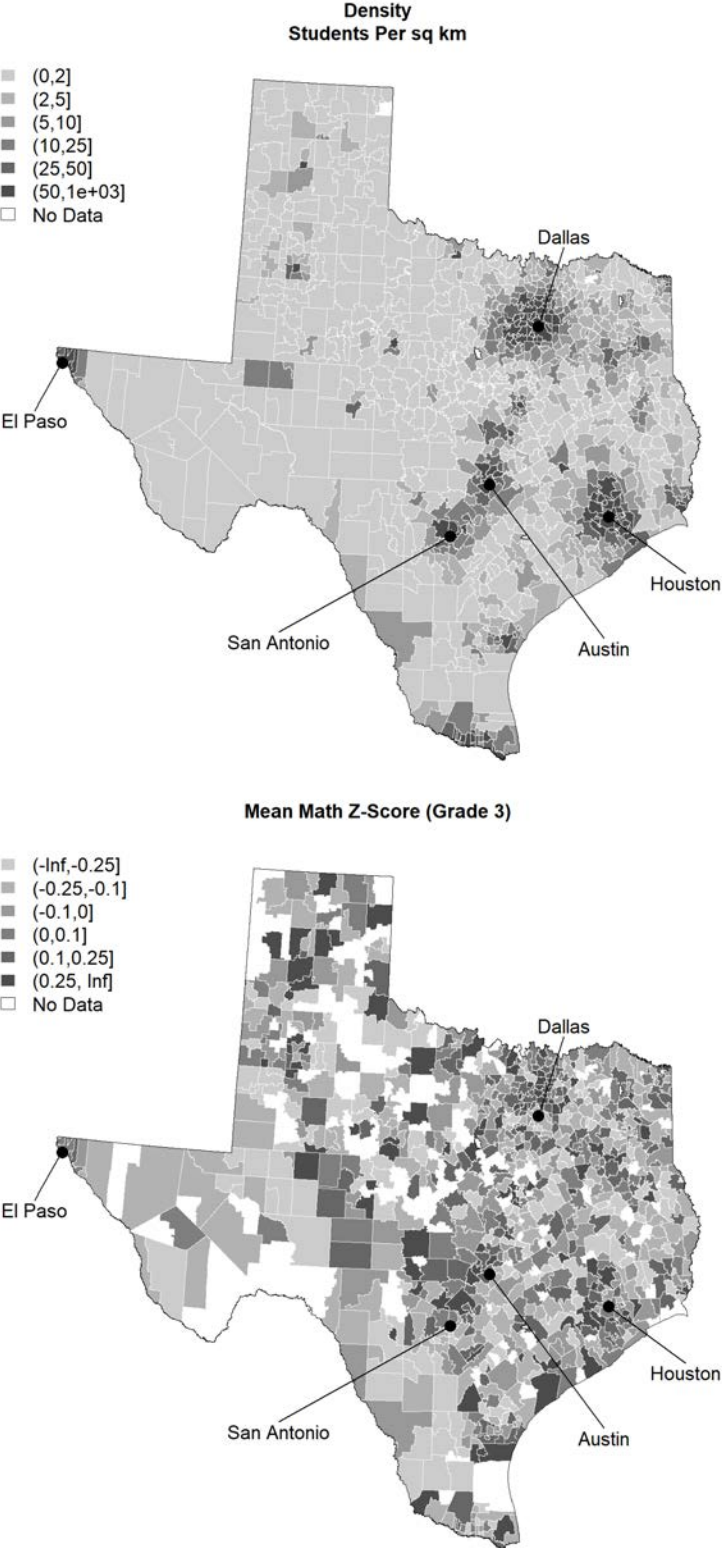 Density
Students Per sq km
(0,2]
(2,5]
(5,10]
(10,25]
(25,50]
(50,1e+03]
No Data
Dallas
El Paso
Houston
San Antonio
Austin
Mean Math Z-Score (Grade 3)
(-Inf,-0.25]
(-0.25,-0.1]
(-0.1,0]
(0,0.1]
(0.1,0.25]
(0.25, Inf]
No Data
Dallas
El Paso
Houston
San Antonio
Austin